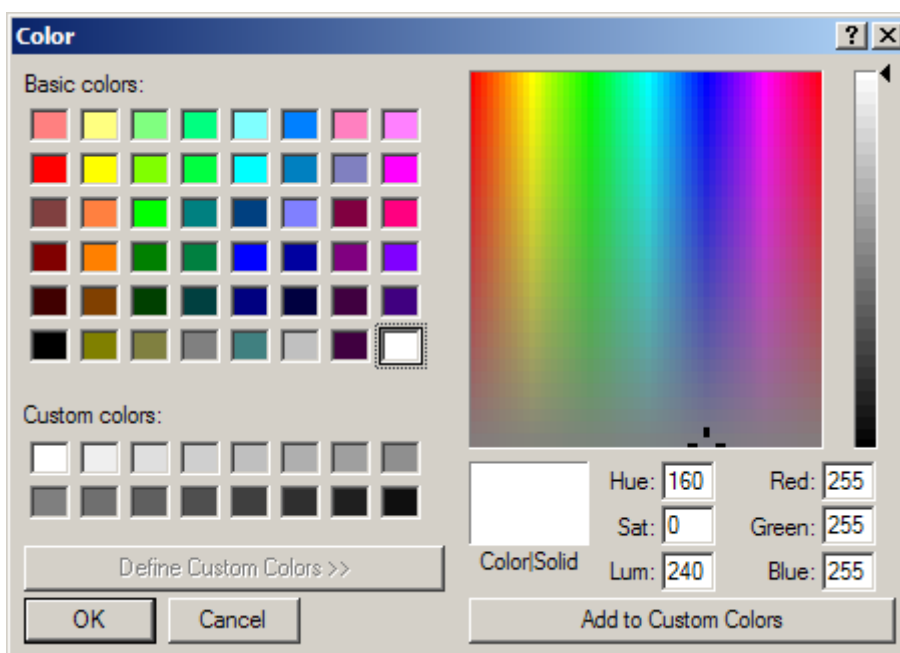 Color
Basic colors:
Custom colors:
Define Custom Colors >>
OK Cancel
Color|Solid
Hue: 160 Red: 255
Sat: 0 Green: 255
Lum: 240 Blue: 255
Add to Custom Colors